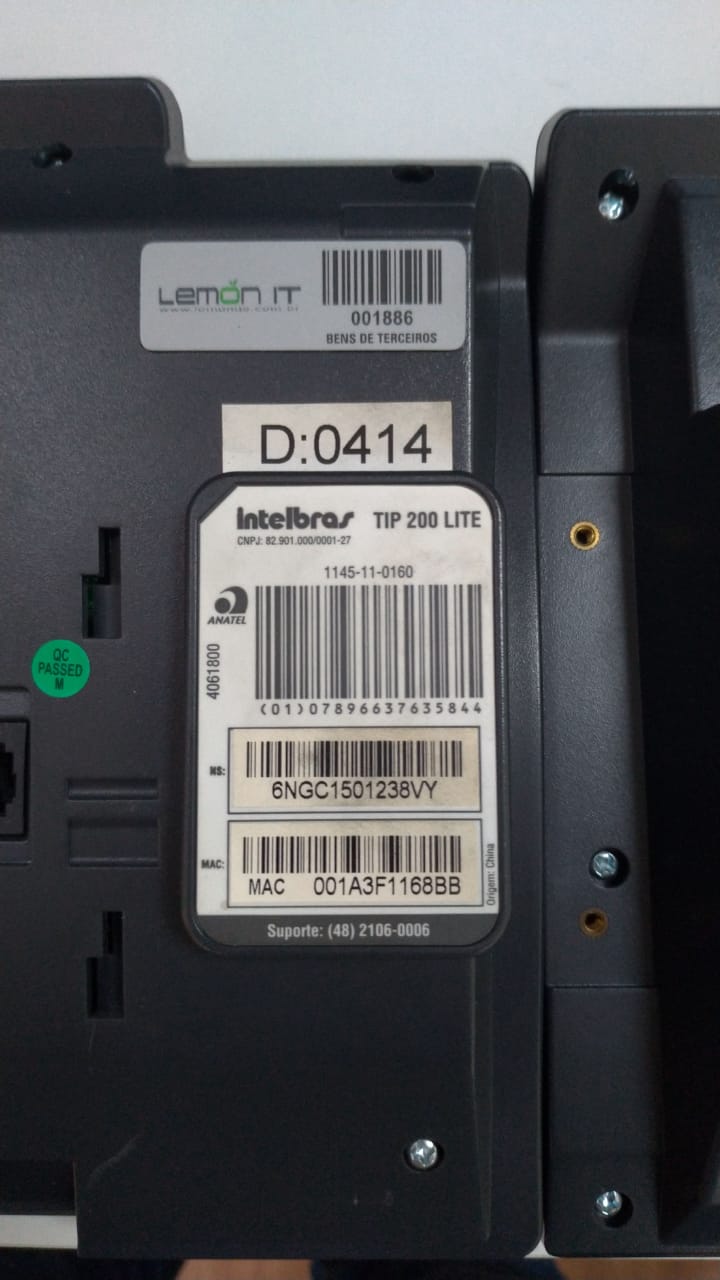 Lemon IT
www.lemundo.com.br
001886
BENS DE TERCEIROS
D:0414
intelbras TIP 200 LITE
CNPJ: 82.901.000/0001-27
1145-11-0160
ANATEL
4061800
(01)07896637635844
QC
PASSED
M
NS:
6NGC1501238VY
MAC:
MAC 001A3F1168BB
Origem: China
Suporte: (48) 2106-0006